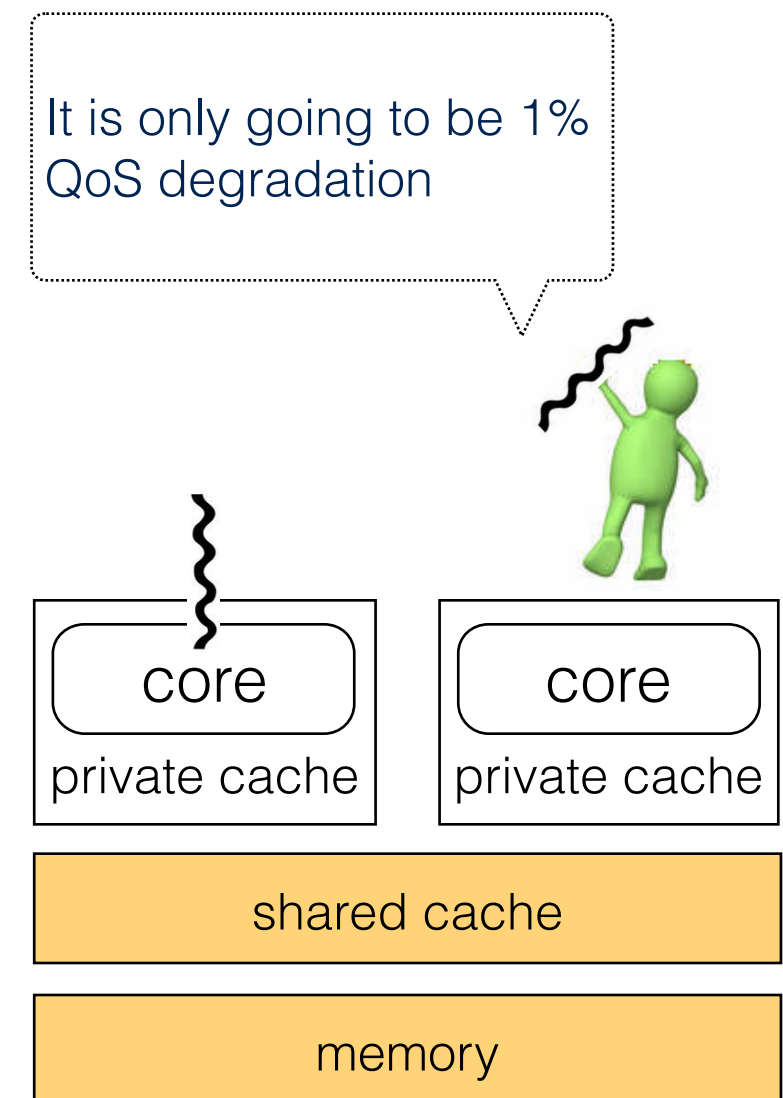 It is only going to be 1%
QoS degradation
core
core
private cache
private cache
shared cache
memory